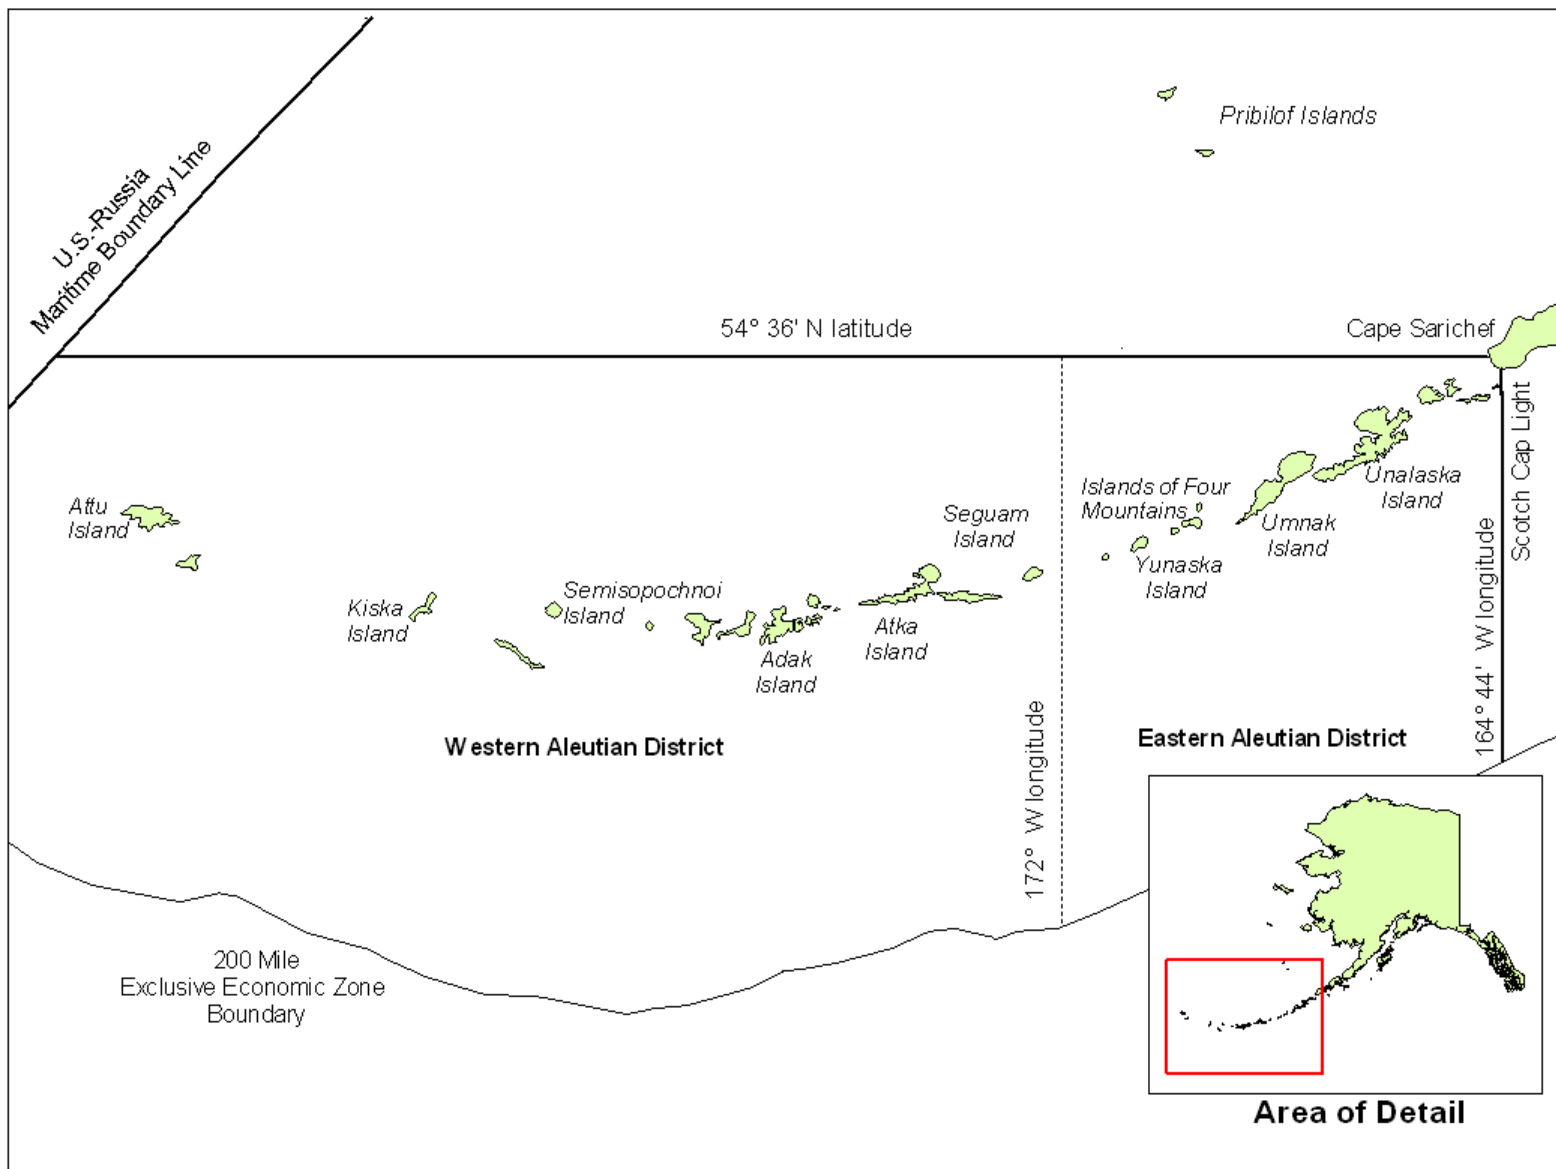 Pribilof Islands
U.S.-Russia
Maritime Boundary Line
54° 36' N latitude
Cape Sarichef
Scotch Cap Light
Attu
Island
Kiska
Island
Semisopochnoi
Island
Adak
Island
Atka
Island
Seguam
Island
Islands of Four
Mountains
Yunaska
Island
Umnak
Island
Unalaska
Island
164° 44' W longitude
172° W longitude
Western Aleutian District
Eastern Aleutian District
200 Mile
Exclusive Economic Zone
Boundary
Area of Detail